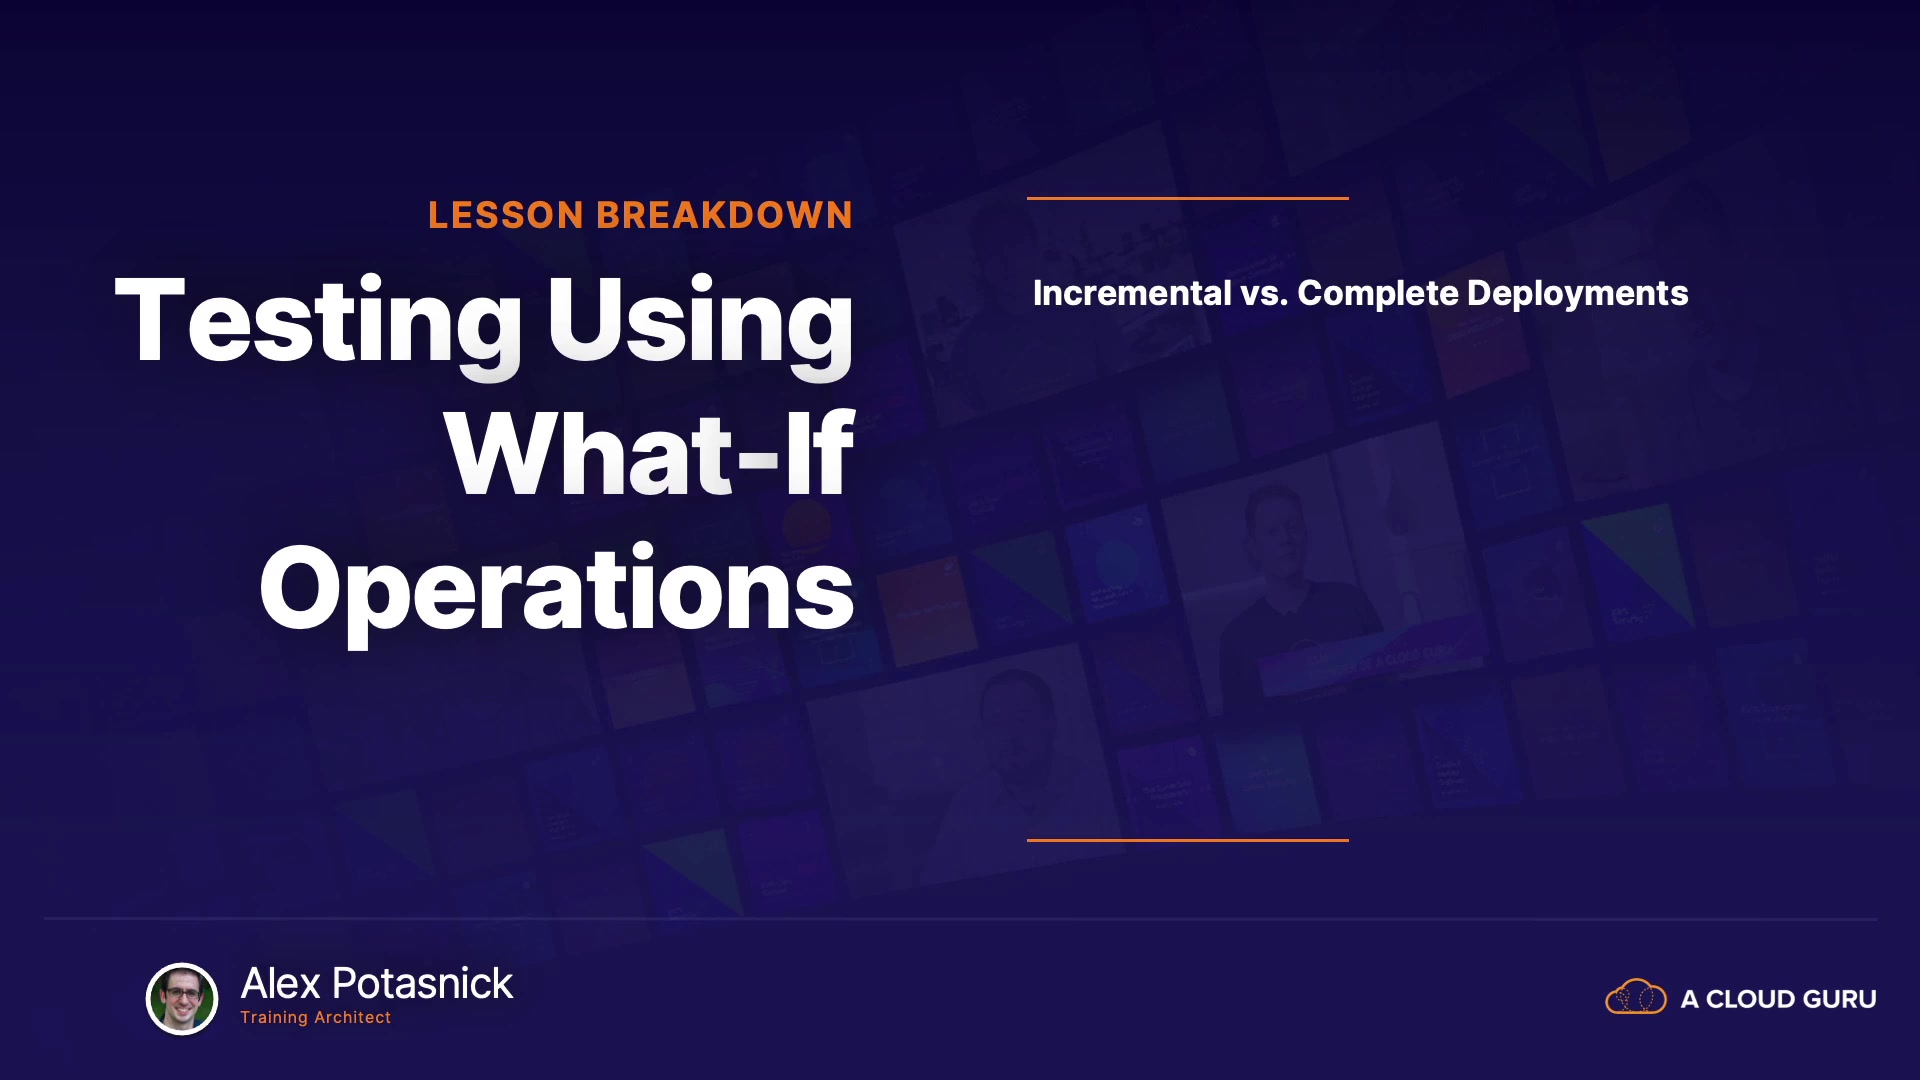 LESSON BREAKDOWN
Testing Using
What-If
Operations
Incremental vs. Complete Deployments
Alex Potasnick
Training Architect
A CLOUD GURU